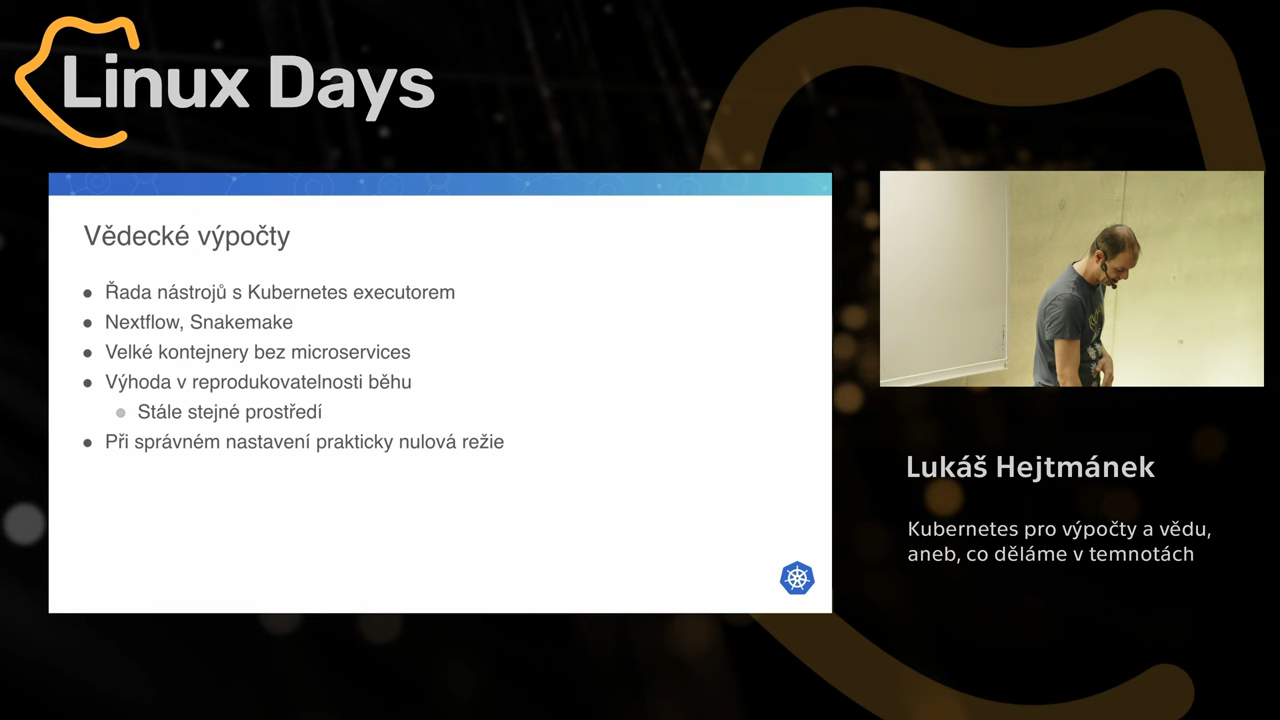 Linux Days
Vědecké výpočty
Řada nástrojů s Kubernetes executorem
Nextflow, Snakemake
Velké kontejnery bez microservices
Výhoda v reprodukovatelnosti běhu
Stále stejné prostředí
Při správném nastavení prakticky nulová režie
Lukáš Hejtmánek
Kubernetes pro výpočty a vědu,
aneb, co děláme v temnotách